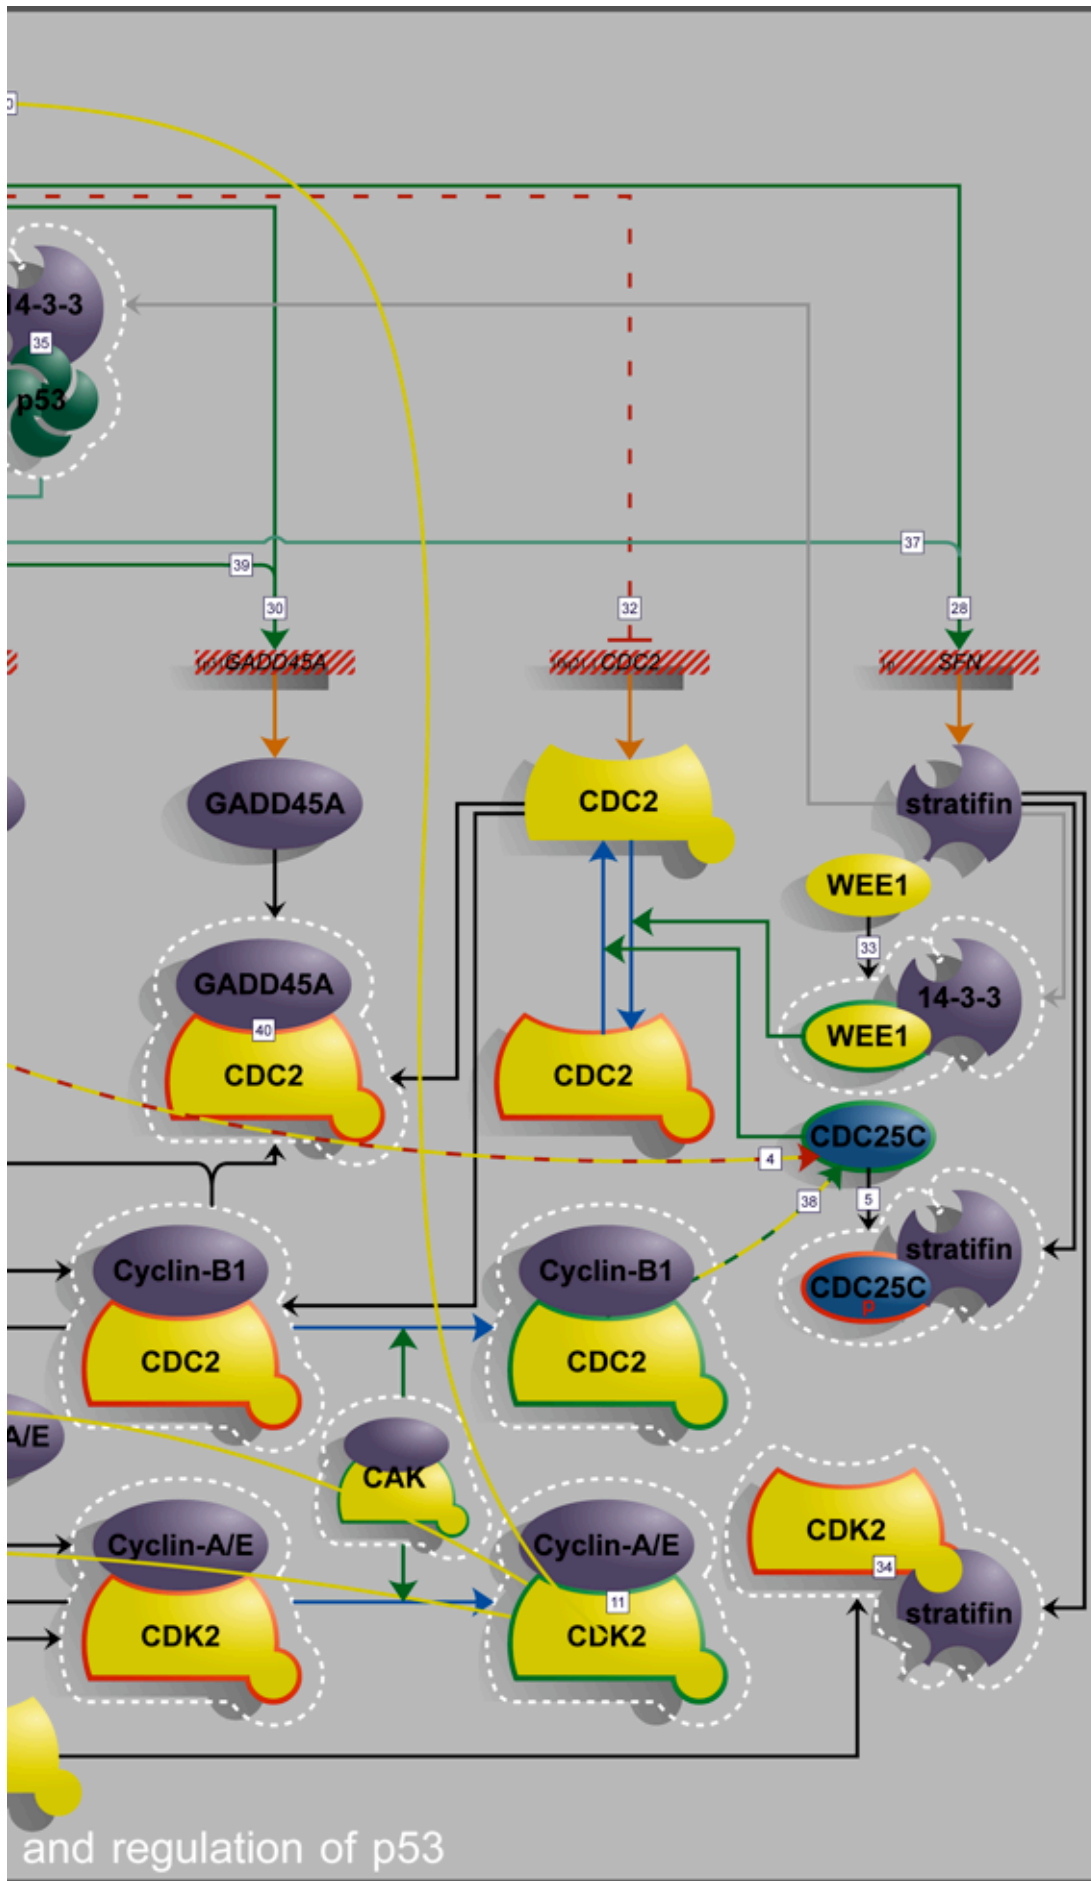 0
14-3-3
35
p53
37
39
30
32
28
GADD45A
CDC2
SFN
GADD45A
CDC2
stratifin
WEE1
33
GADD45A
14-3-3
40
WEE1
CDC2
CDC2
CDC25C
4
38
5
Cyclin-B1
Cyclin-B1
stratifin
CDC25C
p
CDC2
CDC2
A/E
CAK
Cyclin-A/E
Cyclin-A/E
CDK2
34
11
stratifin
CDK2
CDK2
and regulation of p53